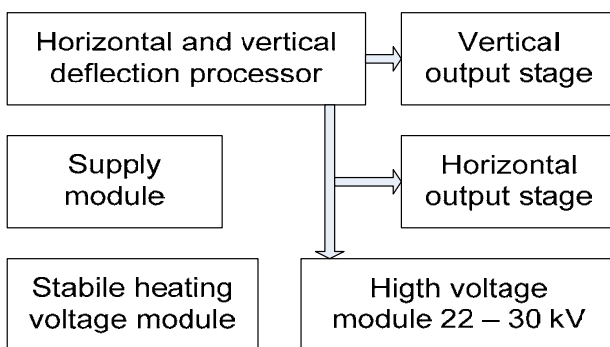 Horizontal and vertical
deflection processor
Vertical
output stage
Supply
module
Horizontal
output stage
Stabile heating
voltage module
Higth voltage
module 22 – 30 kV